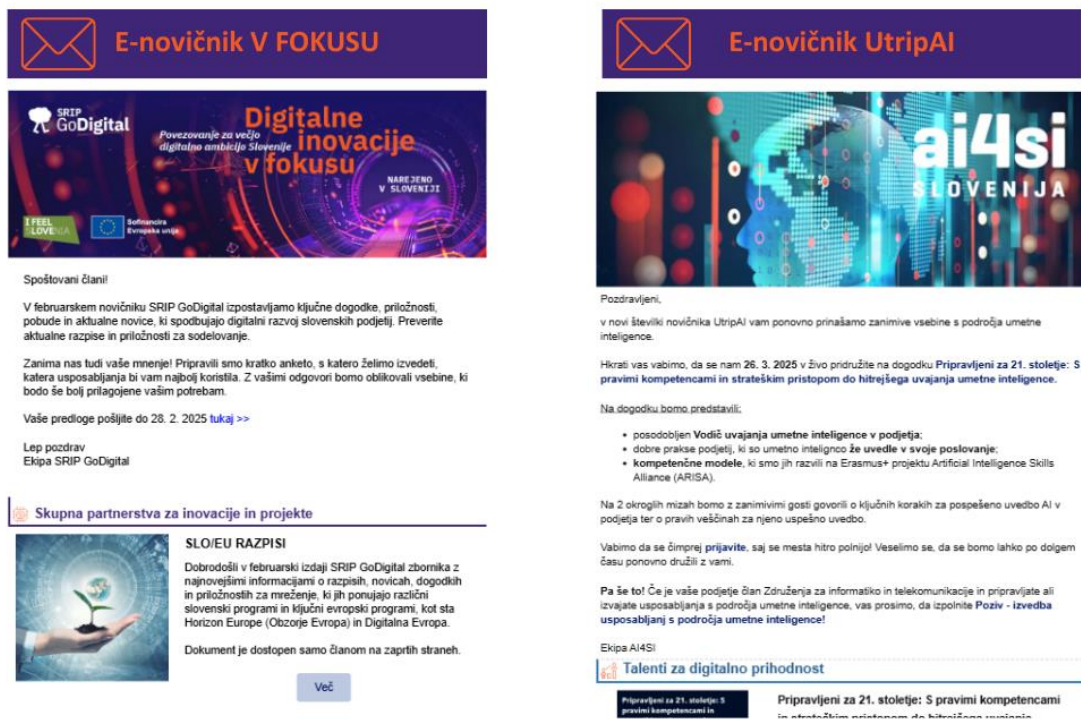 E-novičnik V FOKUSU
SRIP
GoDigital
Povezovanje za večjo
digitalno ambicijo Slovenije
Digitalne
inovacije
v fokusu
NAREJENO
V SLOVENIJI
I FEEL
SLOVENIA
Sofinancira
Evropska unija
Spoštovani člani!
V februarskem novičniku SRIP GoDigital izpostavljamo ključne dogodke, priložnosti,
pobude in aktualne novice, ki spodbujajo digitalni razvoj slovenskih podjetij. Preverite
aktualne razpise in priložnosti za sodelovanje.
Zanima nas tudi vaše mnenje! Pripravili smo kratko anketo, s katero želimo izvedeti,
katera usposabljanja bi vam najbolj koristila. Z vašimi odgovori bomo oblikovali vsebine, ki
bodo še bolj prilagojene vašim potrebam.
Vaše predloge pošljite do 28. 2. 2025 tukaj >>
Lep pozdrav
Ekipa SRIP GoDigital
Skupna partnerstva za inovacije in projekte
SLO/EU RAZPISI
Dobrodošli v februarski izdaji SRIP GoDigital zbornika z
najnovejšimi informacijami o razpisih, novicah, dogodkih
in priložnostih za mreženje, ki jih ponujajo različni
slovenski programi in ključni evropski programi, kot sta
Horizon Europe (Obzorje Evropa) in Digitalna Evropa.
Dokument je dostopen samo članom na zaprtih straneh.
Več
E-novičnik UtripAI
ai4si
SLOVENIJA
Pozdravljeni,
v novi številki novičnika UtripAI vam ponovno prinašamo zanimive vsebine s področja umetne
inteligence.
Hkrati vas vabimo, da se nam 26. 3. 2025 v živo pridružite na dogodku Pripravljeni za 21. stoletje: S
pravimi kompetencami in strateškim pristopom do hitrejšega uvajanja umetne inteligence.
Na dogodku bomo predstavili:
• posodobljen Vodič uvajanja umetne inteligence v podjetja;
• dobre prakse podjetij, ki so umetno inteligenco že uvedle v svoje poslovanje;
• kompetenčne modele, ki smo jih razvili na Erasmus+ projektu Artificial Intelligence Skills
Alliance (ARISA).
Na 2 okroglih mizah bomo z zanimivimi gosti govorili o ključnih korakih za pospešeno uvedbo AI v
podjetja ter o pravih veščinah za njeno uspešno uvedbo.
Vabimo da se čimprej prijavite, saj se mesta hitro polnijo! Veselimo se, da se bomo lahko po dolgem
času ponovno družili z vami.
Pa še to! Če je vaše podjetje član Združenja za informatiko in telekomunikacije in pripravljate ali
izvajate usposabljanja s področja umetne inteligence, vas prosimo, da izpolnite Poziv - izvedba
usposabljanj s področja umetne inteligence!
Ekipa AI4SI
Talenti za digitalno prihodnost
Pripravljeni za 21. stoletje: S
pravimi kompetencami in
Pripravljeni za 21. stoletje: S pravimi kompetencami
in strateškim pristopom do hitrejšega uvajanja